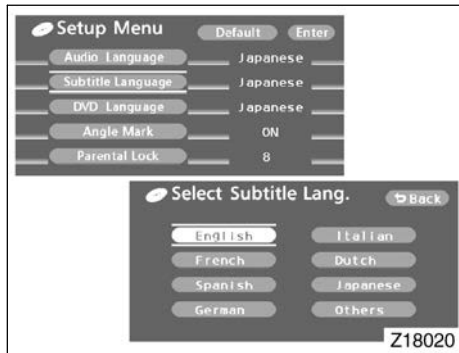 Setup Menu Default Enter
Audio Language Japanese
Subtitle Language Japanese
DVD Language Japanese
Angle Mark ON
Parental Lock 8
Select Subtitle Lang. Back
English Italian
French Dutch
Spanish Japanese
German Others
Z18020